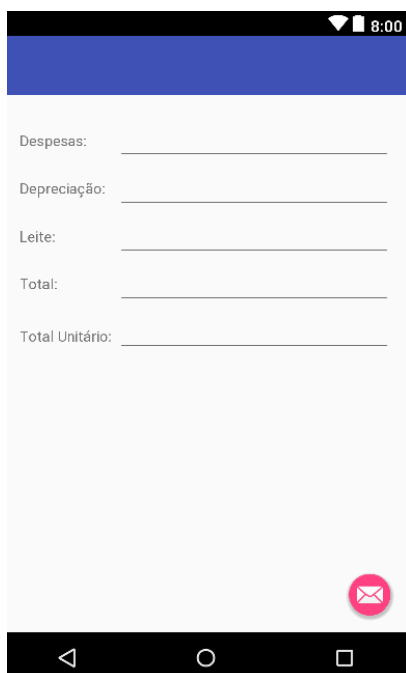 8:00
Despesas:
Depreciação:
Leite:
Total:
Total Unitário: